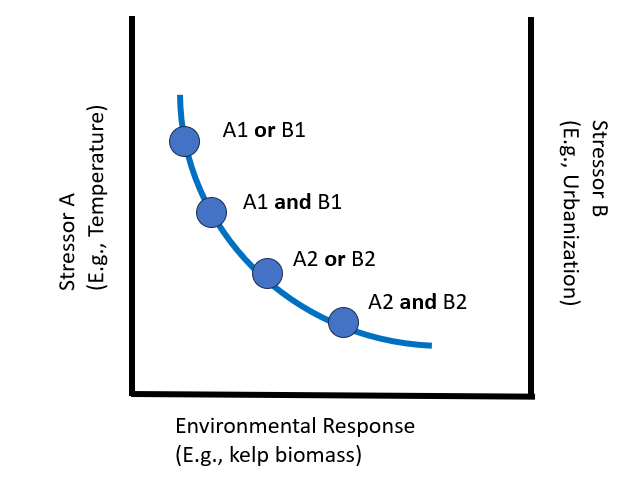 A1 or B1
A1 and B1
A2 or B2
A2 and B2
Stressor A
(E.g., Temperature)
Stressor B
(E.g., Urbanization)
Environmental Response
(E.g., kelp biomass)